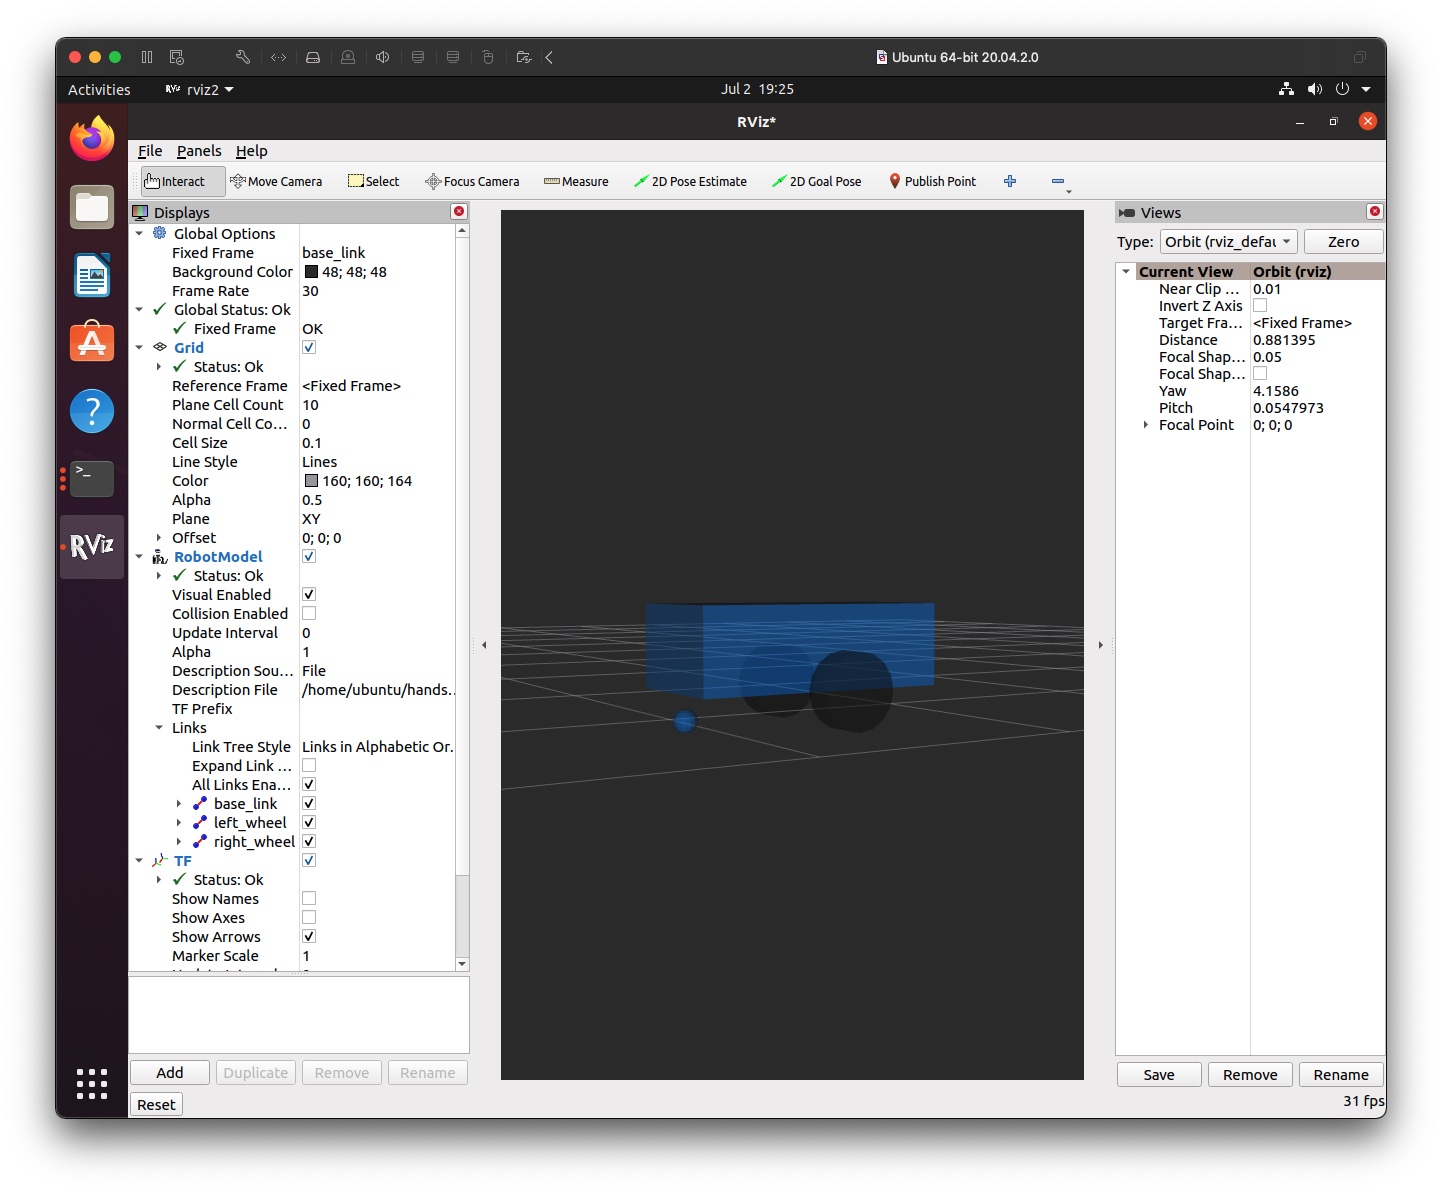 Ubuntu 64-bit 20.04.2.0
Activities
RViz rviz2
Jul 2 19:25
RViz*
File Panels Help
Interact Move Camera Select Focus Camera Measure 2D Pose Estimate 2D Goal Pose Publish Point
Displays
Global Options
Fixed Frame base_link
Background Color 48; 48; 48
Frame Rate 30
Global Status: Ok
Fixed Frame OK
Grid
Status: Ok
Reference Frame <Fixed Frame>
Plane Cell Count 10
Normal Cell Co... 0
Cell Size 0.1
Line Style Lines
Color 160; 160; 164
Alpha 0.5
Plane XY
Offset 0; 0; 0
RobotModel
Status: Ok
Visual Enabled
Collision Enabled
Update Interval 0
Alpha 1
Description Sou... File
Description File /home/ubuntu/hands...
TF Prefix
Links
Link Tree Style Links in Alphabetic Or...
Expand Link ...
All Links Ena...
base_link
left_wheel
right_wheel
TF
Status: Ok
Show Names
Show Axes
Show Arrows
Marker Scale 1
Add Duplicate Remove Rename
Reset
Views
Type: Orbit (rviz_defau Zero
Current View Orbit (rviz)
Near Clip ... 0.01
Invert Z Axis
Target Fra... <Fixed Frame>
Distance 0.881395
Focal Shap... 0.05
Focal Shap...
Yaw 4.1586
Pitch 0.0547973
Focal Point 0; 0; 0
Save Remove Rename
31 fps
RViz